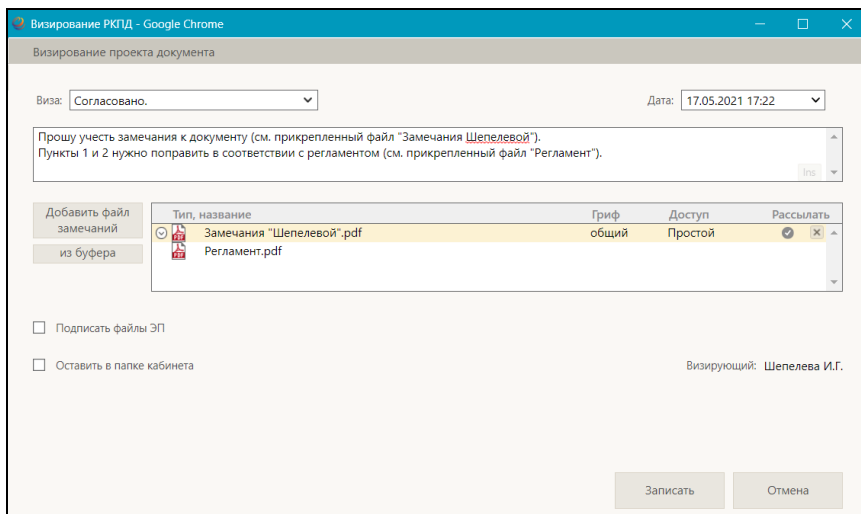 Визирование РКПД - Google Chrome
Визирование проекта документа
Виза: Согласовано. Дата: 17.05.2021 17:22
Прошу учесть замечания к документу (см. прикрепленный файл "Замечания Шепелевой").
Пункты 1 и 2 нужно поправить в соответствии с регламентом (см. прикрепленный файл "Регламент").
Ins
Добавить файл замечаний
из буфера
Тип, название Гриф Доступ Рассылать
PDF Замечания "Шепелевой".pdf общий Простой
PDF Регламент.pdf
Подписать файлы ЭП
Оставить в папке кабинета Визирующий: Шепелева И.Г.
Записать Отмена